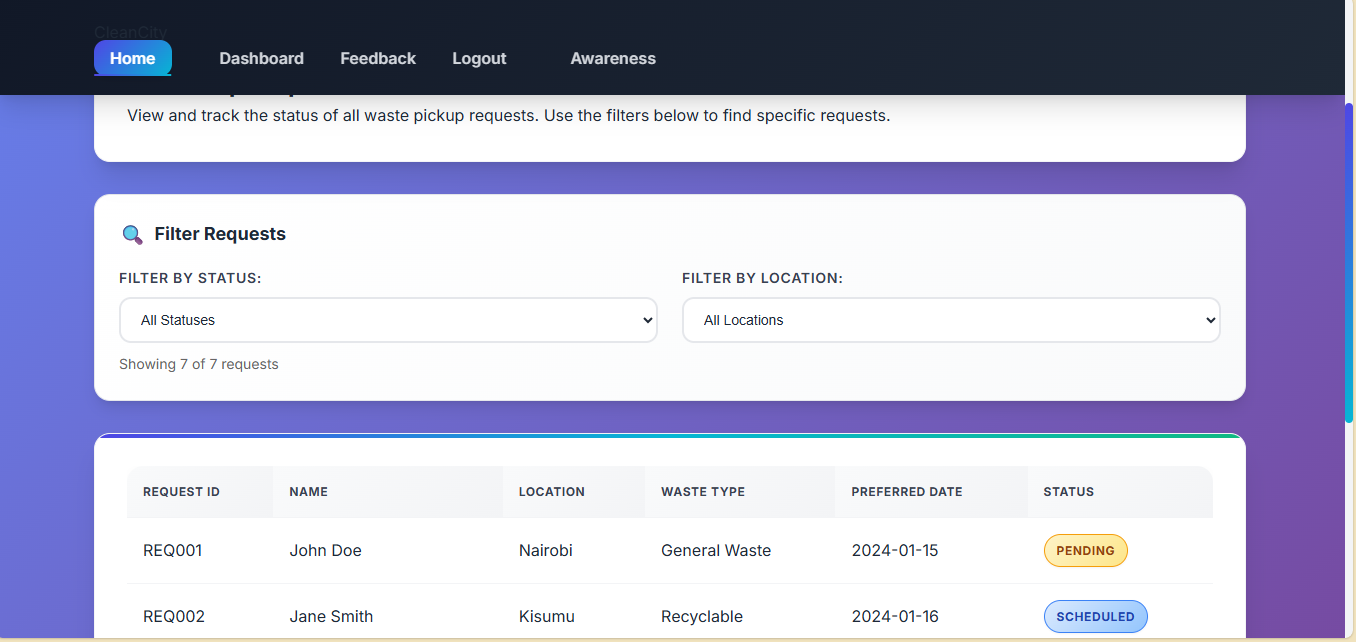 CleanCity
Home Dashboard Feedback Logout Awareness
View and track the status of all waste pickup requests. Use the filters below to find specific requests.
🔍 Filter Requests
FILTER BY STATUS: FILTER BY LOCATION:
All Statuses All Locations
Showing 7 of 7 requests
REQUEST ID NAME LOCATION WASTE TYPE PREFERRED DATE STATUS
REQ001 John Doe Nairobi General Waste 2024-01-15 PENDING
REQ002 Jane Smith Kisumu Recyclable 2024-01-16 SCHEDULED